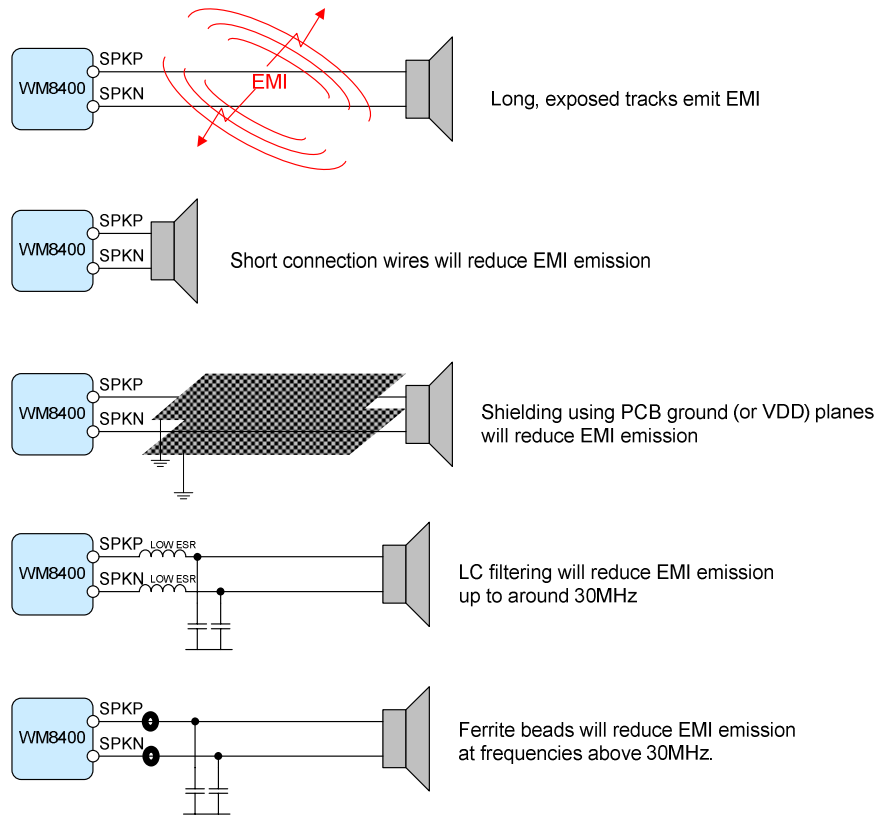 WM8400
SPKP
SPKN
EMI
Long, exposed tracks emit EMI
WM8400
SPKP
SPKN
Short connection wires will reduce EMI emission
WM8400
SPKP
SPKN
Shielding using PCB ground (or VDD) planes
will reduce EMI emission
WM8400
SPKP
LOW ESR
SPKN
LOW ESR
LC filtering will reduce EMI emission
up to around 30MHz
WM8400
SPKP
SPKN
Ferrite beads will reduce EMI emission
at frequencies above 30MHz.